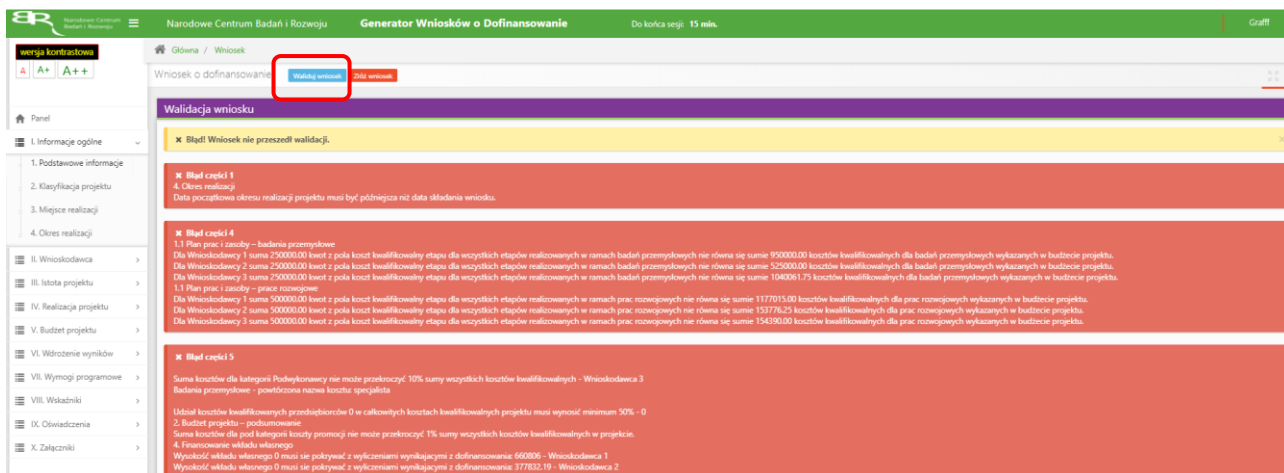 Narodowe Centrum
Badań i Rozwoju
Narodowe Centrum Badań i Rozwoju Generator Wniosków o Dofinansowanie Do końca sesji: 15 min. Grafff
wersja kontrastowa
A A+ A++
Główna / Wniosek
Wniosek o dofinansowanie Waliduj wniosek Złóż wniosek
Panel
I. Informacje ogólne
1. Podstawowe informacje
2. Klasyfikacja projektu
3. Miejsce realizacji
4. Okres realizacji
II. Wnioskodawca
III. Istota projektu
IV. Realizacja projektu
V. Budżet projektu
VI. Wdrożenie wyników
VII. Wymogi programowe
VIII. Wskaźniki
IX. Oświadczenia
X. Załączniki
Walidacja wniosku
Błąd! Wniosek nie przeszedł walidacji.
Błąd części 1
4. Okres realizacji
Data początkowa okresu realizacji projektu musi być późniejsza niż data składania wniosku.
Błąd części 4
1.1 Plan prac i zasoby – badania przemysłowe
Dla Wnioskodawcy 1 suma 250000.00 kwot z pola koszt kwalifikowalny etapu dla wszystkich etapów realizowanych w ramach badań przemysłowych nie równa się sumie 950000.00 kosztów kwalifikowalnych dla badań przemysłowych wykazanych w budżecie projektu.
Dla Wnioskodawcy 2 suma 250000.00 kwot z pola koszt kwalifikowalny etapu dla wszystkich etapów realizowanych w ramach badań przemysłowych nie równa się sumie 525000.00 kosztów kwalifikowalnych dla badań przemysłowych wykazanych w budżecie projektu.
Dla Wnioskodawcy 3 suma 250000.00 kwot z pola koszt kwalifikowalny etapu dla wszystkich etapów realizowanych w ramach badań przemysłowych nie równa się sumie 1040061.75 kosztów kwalifikowalnych dla badań przemysłowych wykazanych w budżecie projektu.
1.1 Plan prac i zasoby – prace rozwojowe
Dla Wnioskodawcy 1 suma 500000.00 kwot z pola koszt kwalifikowalny etapu dla wszystkich etapów realizowanych w ramach prac rozwojowych nie równa się sumie 1177015.00 kosztów kwalifikowalnych dla prac rozwojowych wykazanych w budżecie projektu.
Dla Wnioskodawcy 2 suma 500000.00 kwot z pola koszt kwalifikowalny etapu dla wszystkich etapów realizowanych w ramach prac rozwojowych nie równa się sumie 153776.25 kosztów kwalifikowalnych dla prac rozwojowych wykazanych w budżecie projektu.
Dla Wnioskodawcy 3 suma 500000.00 kwot z pola koszt kwalifikowalny etapu dla wszystkich etapów realizowanych w ramach prac rozwojowych nie równa się sumie 154390.00 kosztów kwalifikowalnych dla prac rozwojowych wykazanych w budżecie projektu.
Błąd części 5
Suma kosztów dla kategorii Podwykonawcy nie może przekroczyć 10% sumy wszystkich kosztów kwalifikowalnych - Wnioskodawca 3
Badania przemysłowe - powtórzona nazwa kosztu: specjalista
Udział kosztów kwalifikowanych przedsiębiorców 0 w całkowitych kosztach kwalifikowalnych projektu musi wynosić minimum 50% - 0
2. Budżet projektu – podsumowanie
Suma kosztów dla pod kategorii koszty promocji nie może przekroczyć 1% sumy wszystkich kosztów kwalifikowalnych w projekcie.
4. Finansowanie wkładu własnego
Wysokość wkładu własnego 0 musi sie pokrywać z wyliczeniami wynikajacymi z dofinansowania: 660806 - Wnioskodawca 1
Wysokość wkładu własnego 0 musi sie pokrywać z wyliczeniami wynikajacymi z dofinansowania: 377832.19 - Wnioskodawca 2